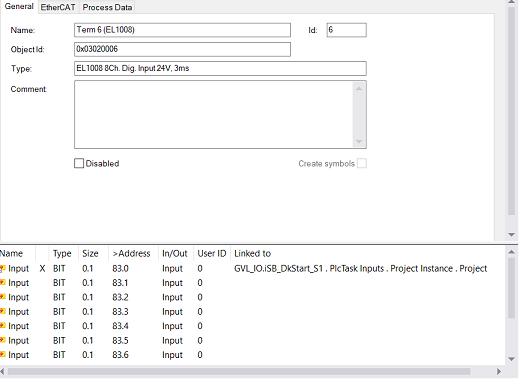 General EtherCAT Process Data
Name: Term 6 (EL1008) Id: 6
Object Id: 0x03020006
Type: EL1008 8Ch. Dig. Input 24V, 3ms
Comment:
Disabled Create symbols
Name Type Size >Address In/Out User ID Linked to
Input X BIT 0.1 83.0 Input 0 GVL_IO.iSB_DkStart_S1 . PlcTask Inputs . Project Instance . Project
Input BIT 0.1 83.1 Input 0
Input BIT 0.1 83.2 Input 0
Input BIT 0.1 83.3 Input 0
Input BIT 0.1 83.4 Input 0
Input BIT 0.1 83.5 Input 0
Input BIT 0.1 83.6 Input 0